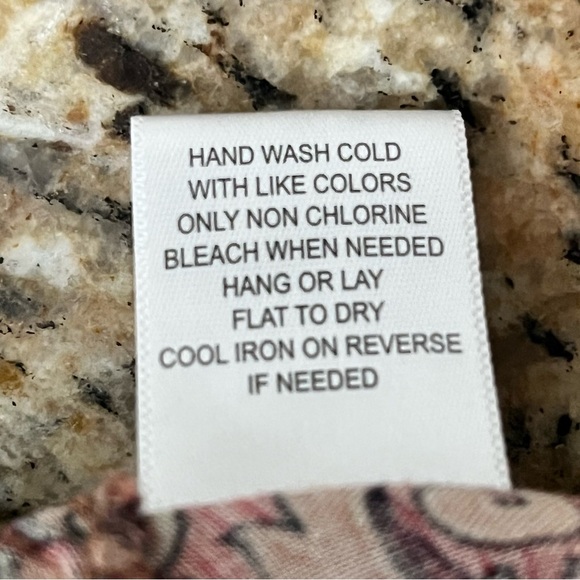 HAND WASH COLD
WITH LIKE COLORS
ONLY NON CHLORINE
BLEACH WHEN NEEDED
HANG OR LAY
FLAT TO DRY
COOL IRON ON REVERSE
IF NEEDED